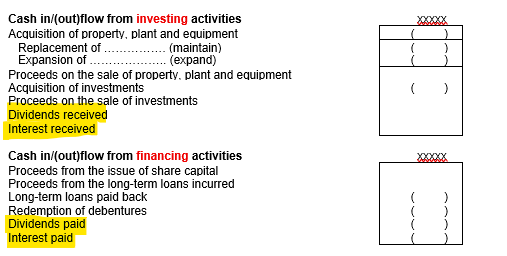 Cash in/(out)flow from investing activities XXXXX
Acquisition of property, plant and equipment ( )
Replacement of …………… (maintain) ( )
Expansion of ……………….. (expand) ( )
Proceeds on the sale of property, plant and equipment
Acquisition of investments ( )
Proceeds on the sale of investments
Dividends received
Interest received
Cash in/(out)flow from financing activities XXXXX
Proceeds from the issue of share capital
Proceeds from the long-term loans incurred
Long-term loans paid back ( )
Redemption of debentures ( )
Dividends paid ( )
Interest paid ( )